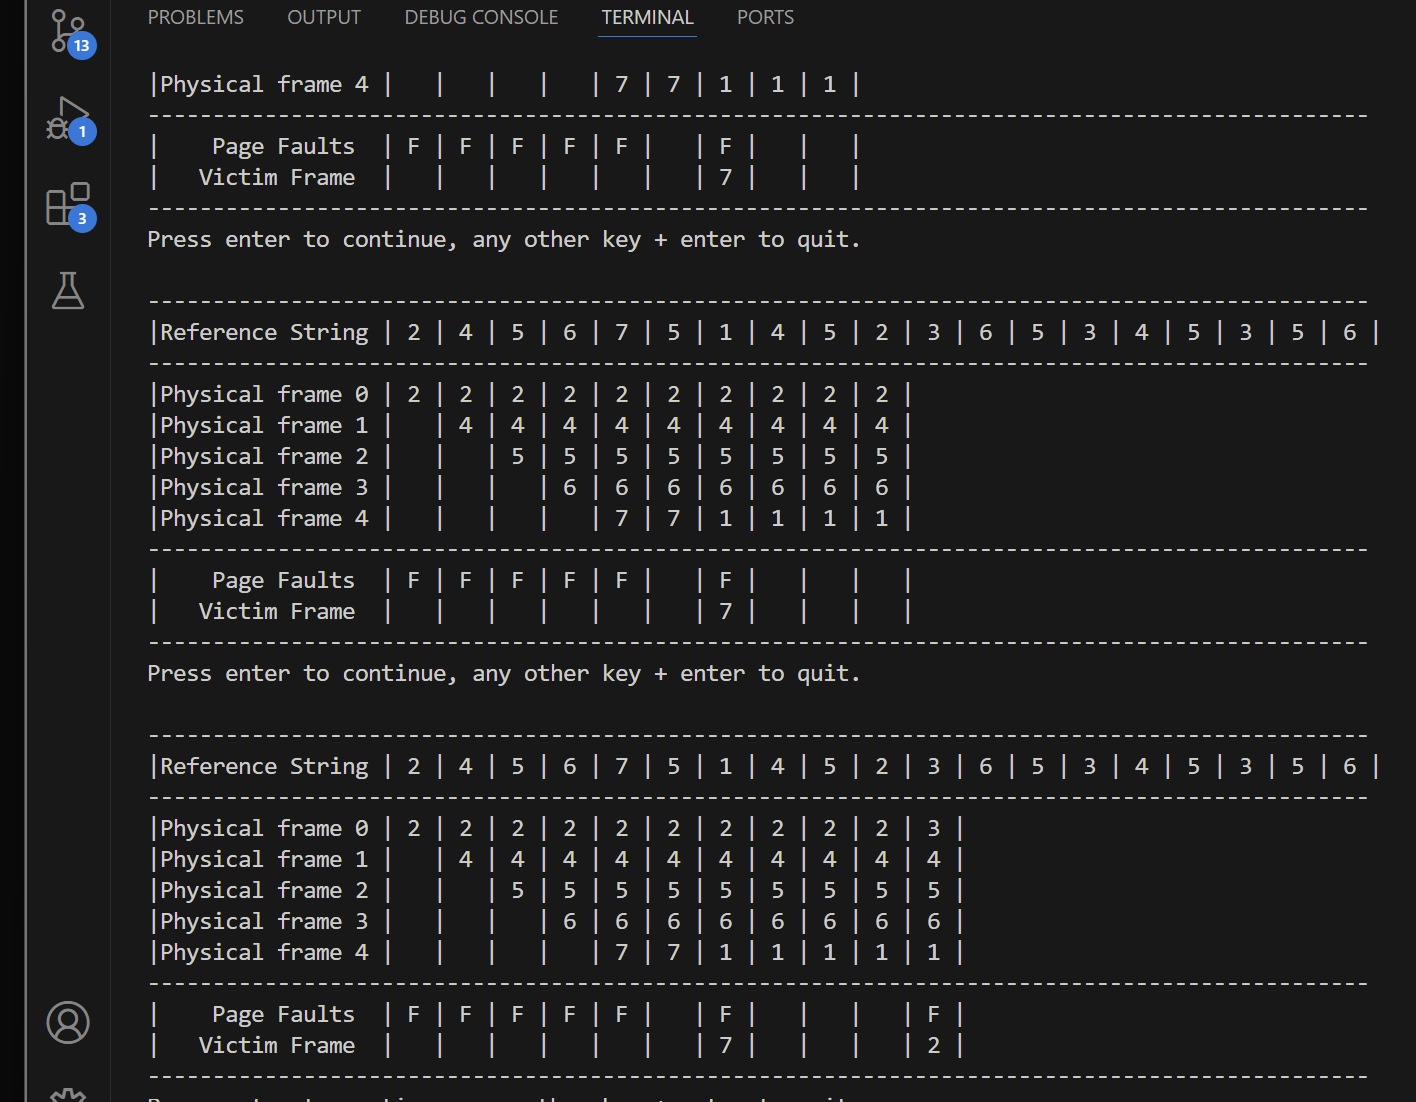 PROBLEMS OUTPUT DEBUG CONSOLE TERMINAL PORTS
13
1
3
|Physical frame 4 |   |   |   |   | 7 | 7 | 1 | 1 | 1 |
----------------------------------------------------------------------------------------------
|    Page Faults  | F | F | F | F | F |   | F |   |   |
|   Victim Frame  |   |   |   |   |   |   | 7 |   |   |
----------------------------------------------------------------------------------------------
Press enter to continue, any other key + enter to quit.
----------------------------------------------------------------------------------------------
|Reference String | 2 | 4 | 5 | 6 | 7 | 5 | 1 | 4 | 5 | 2 | 3 | 6 | 5 | 3 | 4 | 5 | 3 | 5 | 6 |
----------------------------------------------------------------------------------------------
|Physical frame 0 | 2 | 2 | 2 | 2 | 2 | 2 | 2 | 2 | 2 | 2 |
|Physical frame 1 |   | 4 | 4 | 4 | 4 | 4 | 4 | 4 | 4 | 4 |
|Physical frame 2 |   |   | 5 | 5 | 5 | 5 | 5 | 5 | 5 | 5 |
|Physical frame 3 |   |   |   | 6 | 6 | 6 | 6 | 6 | 6 | 6 |
|Physical frame 4 |   |   |   |   | 7 | 7 | 1 | 1 | 1 | 1 |
----------------------------------------------------------------------------------------------
|    Page Faults  | F | F | F | F | F |   | F |   |   |   |
|   Victim Frame  |   |   |   |   |   |   | 7 |   |   |   |
----------------------------------------------------------------------------------------------
Press enter to continue, any other key + enter to quit.
----------------------------------------------------------------------------------------------
|Reference String | 2 | 4 | 5 | 6 | 7 | 5 | 1 | 4 | 5 | 2 | 3 | 6 | 5 | 3 | 4 | 5 | 3 | 5 | 6 |
----------------------------------------------------------------------------------------------
|Physical frame 0 | 2 | 2 | 2 | 2 | 2 | 2 | 2 | 2 | 2 | 2 | 3 |
|Physical frame 1 |   | 4 | 4 | 4 | 4 | 4 | 4 | 4 | 4 | 4 | 4 |
|Physical frame 2 |   |   | 5 | 5 | 5 | 5 | 5 | 5 | 5 | 5 | 5 |
|Physical frame 3 |   |   |   | 6 | 6 | 6 | 6 | 6 | 6 | 6 | 6 |
|Physical frame 4 |   |   |   |   | 7 | 7 | 1 | 1 | 1 | 1 | 1 |
----------------------------------------------------------------------------------------------
|    Page Faults  | F | F | F | F | F |   | F |   |   |   | F |
|   Victim Frame  |   |   |   |   |   |   | 7 |   |   |   | 2 |
----------------------------------------------------------------------------------------------